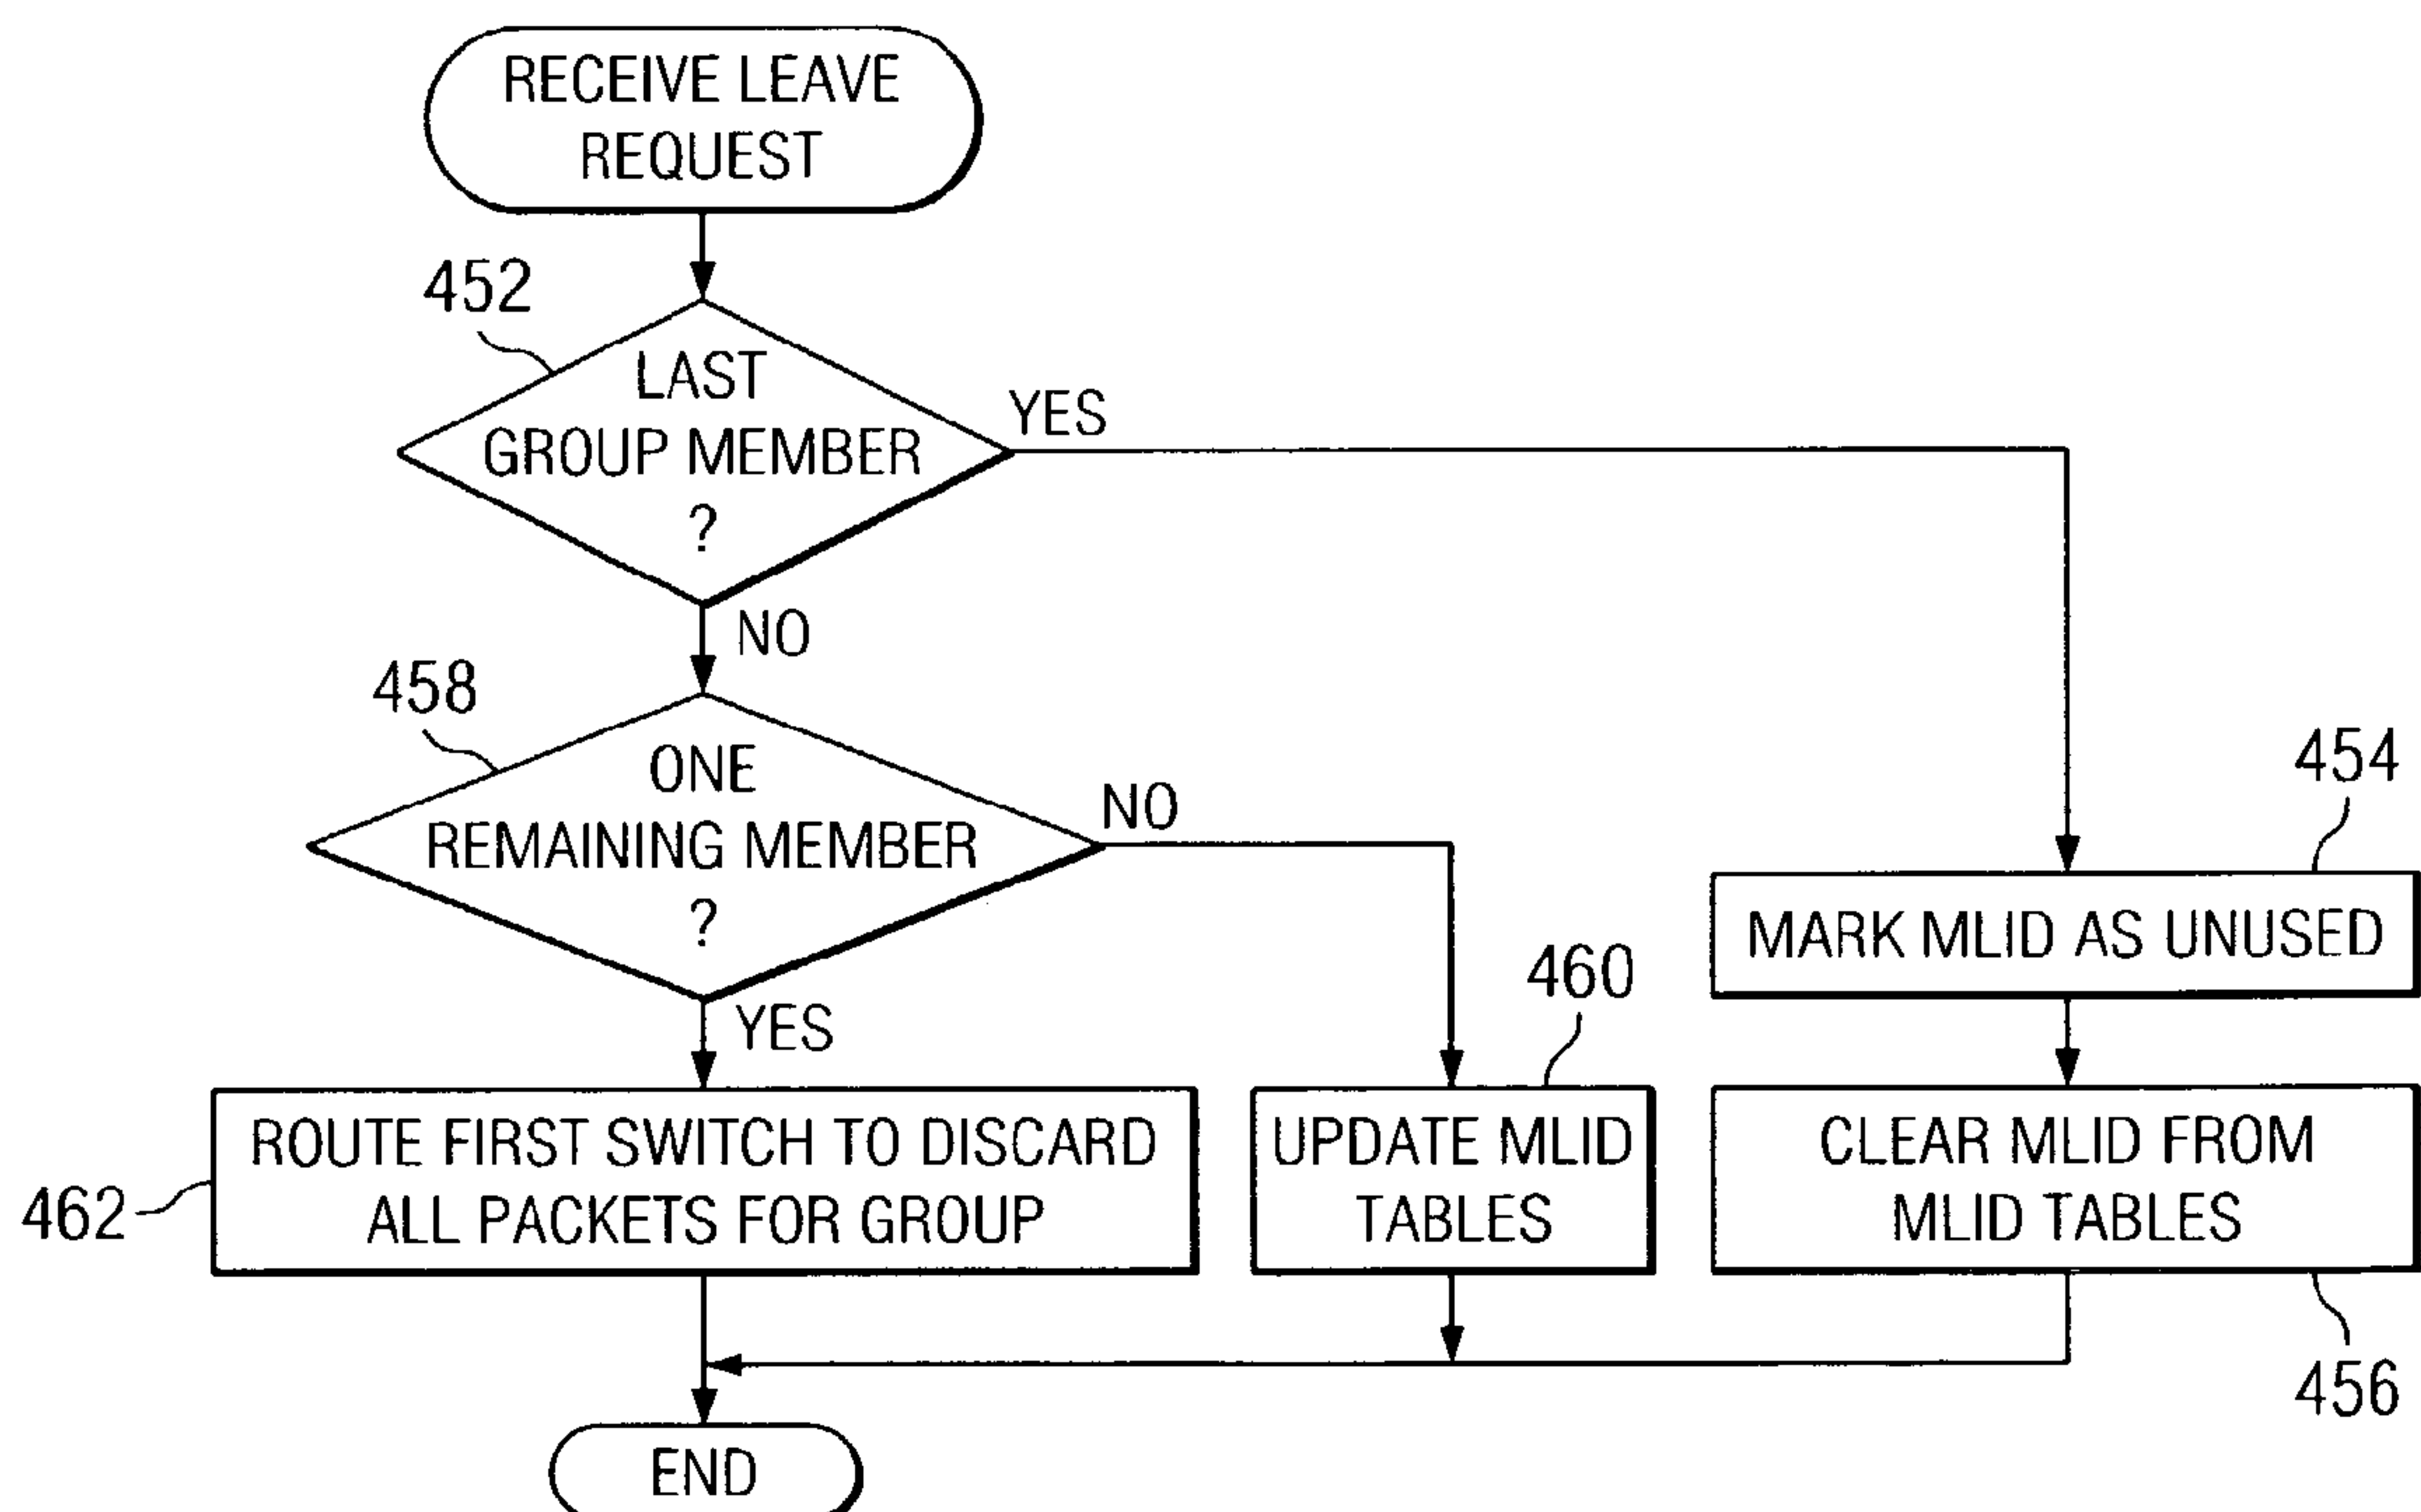 RECEIVE LEAVE
REQUEST
452
LAST
GROUP MEMBER
?
YES
NO
458
ONE
REMAINING MEMBER
?
NO
YES
454
MARK MLID AS UNUSED
460
ROUTE FIRST SWITCH TO DISCARD
ALL PACKETS FOR GROUP
462
UPDATE MLID
TABLES
CLEAR MLID FROM
MLID TABLES
456
END